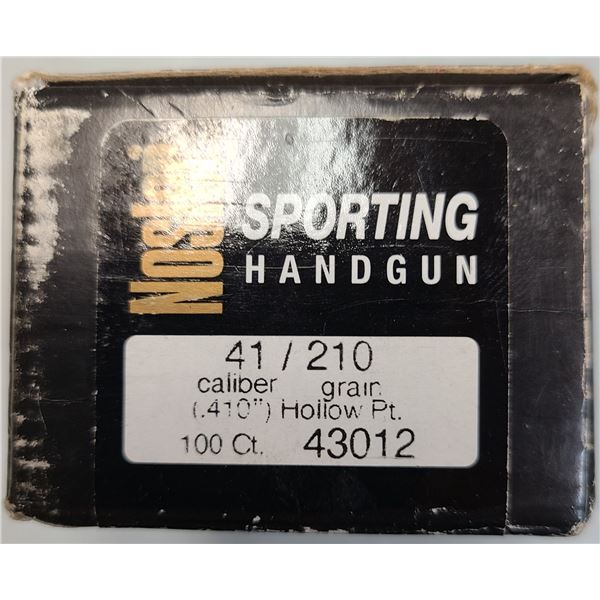 Nosler
SPORTING
HANDGUN
41 / 210
caliber grain
(.410") Hollow Pt.
100 Ct. 43012